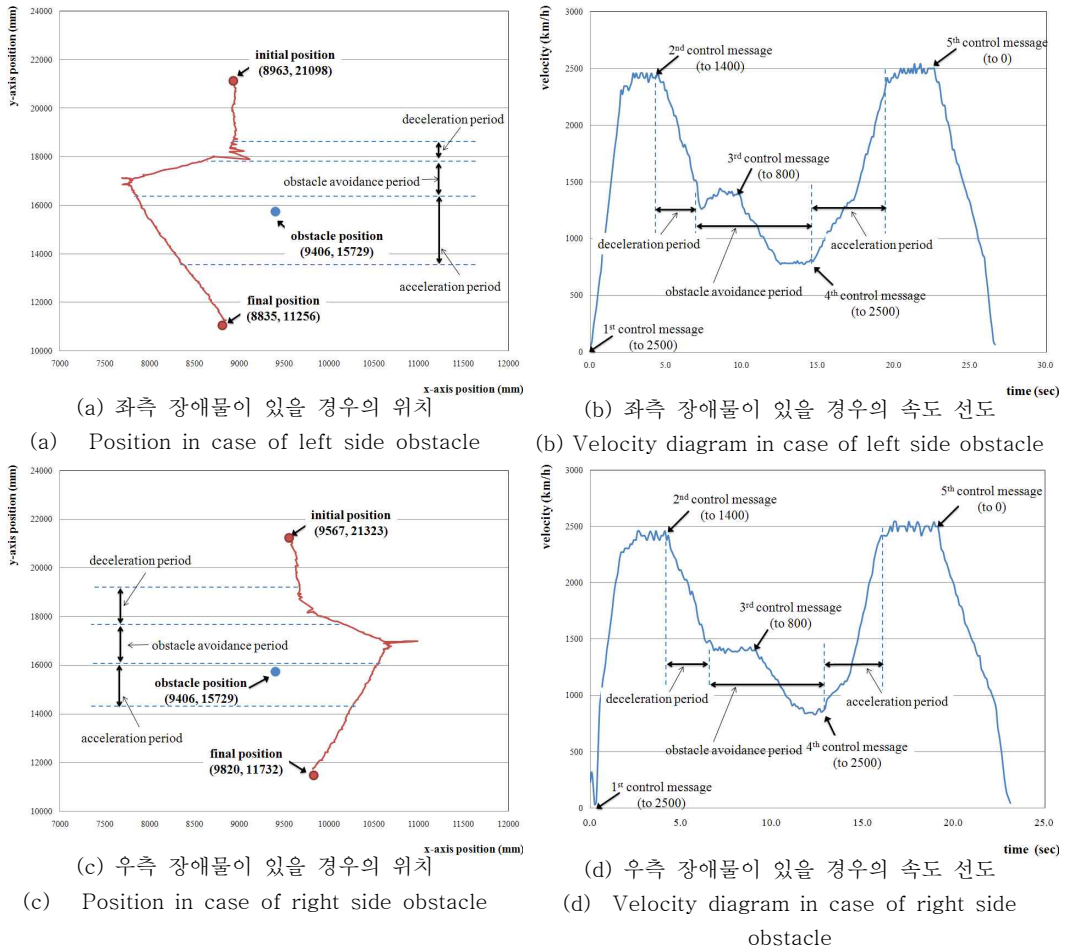 y-axis position (mm)
24000
22000
20000
18000
16000
14000
12000
10000
7000 7500 8000 8500 9000 9500 10000 10500 11000 11500 12000
x-axis position (mm)
initial position
(8963, 21098)
deceleration period
obstacle avoidance period
obstacle position
(9406, 15729)
acceleration period
final position
(8835, 11256)
(a) 좌측 장애물이 있을 경우의 위치
(a) Position in case of left side obstacle
velocity (km/h)
3000
2500
2000
1500
1000
500
0
0.0 5.0 10.0 15.0 20.0 25.0 30.0
time (sec)
2nd control message
(to 1400)
5th control message
(to 0)
3rd control message
(to 800)
deceleration period
acceleration period
obstacle avoidance period
4th control message
(to 2500)
1st control message
(to 2500)
(b) 좌측 장애물이 있을 경우의 속도 선도
(b) Velocity diagram in case of left side obstacle
y-axis position (mm)
24000
22000
20000
18000
16000
14000
12000
10000
7000 7500 8000 8500 9000 9500 10000 10500 11000 11500 12000
x-axis position (mm)
initial position
(9567, 21323)
deceleration period
obstacle avoidance period
obstacle position
(9406, 15729)
acceleration period
final position
(9820, 11732)
(c) 우측 장애물이 있을 경우의 위치
(c) Position in case of right side obstacle
velocity (km/h)
3000
2500
2000
1500
1000
500
0
0.0 5.0 10.0 15.0 20.0 25.0
time (sec)
2nd control message
(to 1400)
5th control message
(to 0)
3rd control message
(to 800)
deceleration period
acceleration period
obstacle avoidance period
4th control message
(to 2500)
1st control message
(to 2500)
(d) 우측 장애물이 있을 경우의 속도 선도
(d) Velocity diagram in case of right side
obstacle